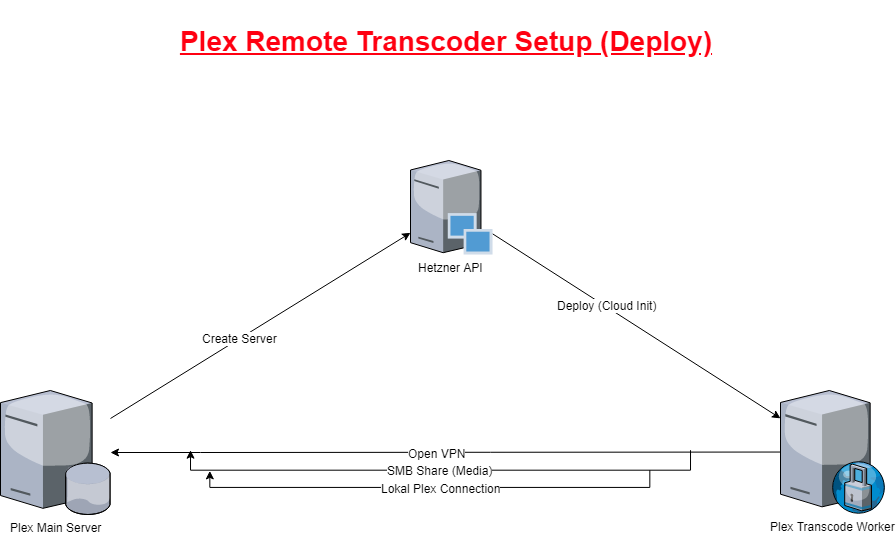 Plex Remote Transcoder Setup (Deploy)
Hetzner API
Deploy (Cloud Init)
Create Server
Open VPN
SMB Share (Media)
Lokal Plex Connection
Plex Main Server
Plex Transcode Worker